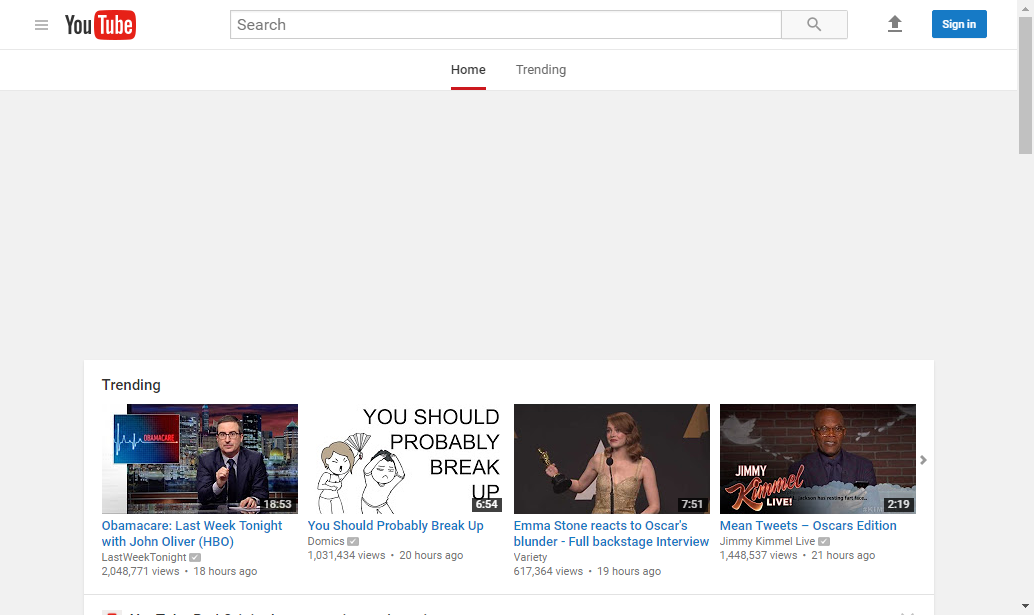 YouTube
Search
Sign in
Home
Trending
Trending
OBAMACARE
18:53
YOU SHOULD
PROBABLY
BREAK
UP
6:54
7:51
JIMMY
Kimmel
LIVE!
2:19
Obamacare: Last Week Tonight
with John Oliver (HBO)
LastWeekTonight
2,048,771 views • 18 hours ago
You Should Probably Break Up
Domics
1,031,434 views • 20 hours ago
Emma Stone reacts to Oscar's
blunder - Full backstage Interview
Variety
617,364 views • 19 hours ago
Mean Tweets – Oscars Edition
Jimmy Kimmel Live
1,448,537 views • 21 hours ago